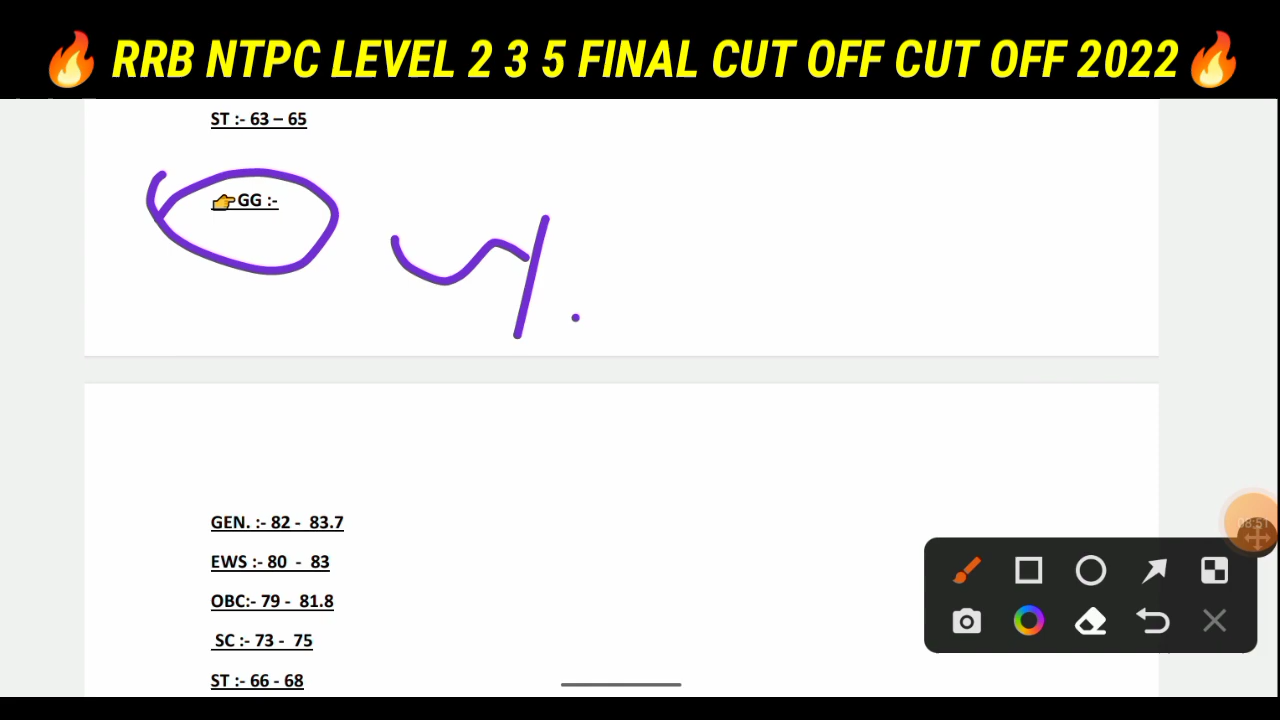 🔥 RRB NTPC LEVEL 2 3 5 FINAL CUT OFF CUT OFF 2022🔥
ST :- 63 – 65
👉GG :-
GEN. :- 82 - 83.7
EWS :- 80 - 83
OBC:- 79 - 81.8
SC :- 73 - 75
ST :- 66 - 68